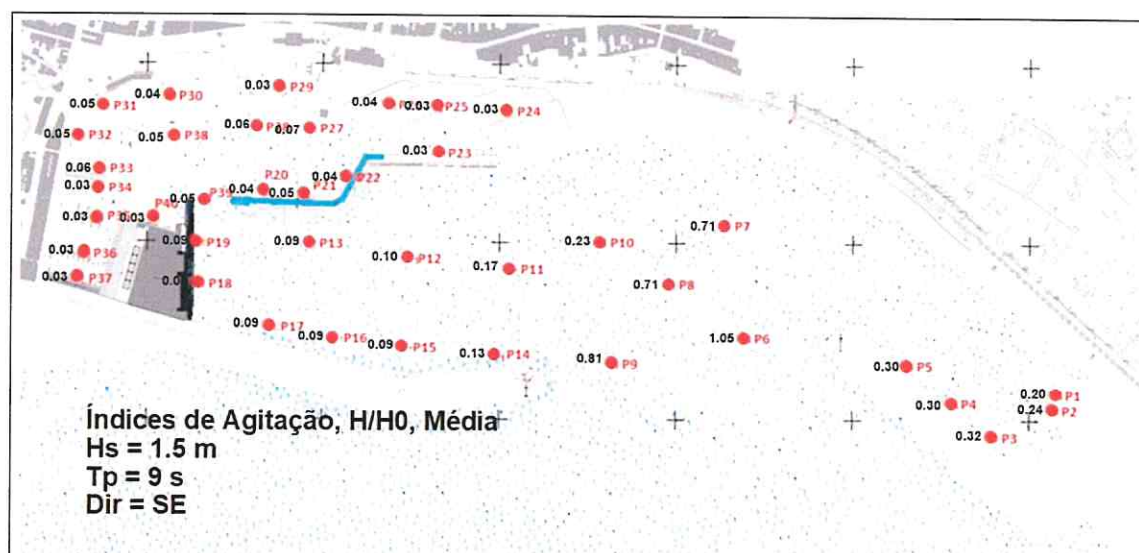 0.03 P29
0.04 P30
0.05 P31
0.04
0.03 P25
0.03 P24
0.06
0.07 P27
0.05 P32
0.05 P38
0.03 P23
0.06 P33
0.03 P34
0.04 P20
0.05 P21
0.04 P22
0.05 P39
0.03
0.03 P40
0.71 P7
0.09 P19
0.09 P13
0.23 P10
0.03 P36
0.10 P12
0.17 P11
0.03 P37
P18
0.71 P8
0.09 P17
0.09 P16
0.09 P15
0.13 P14
1.05 P6
0.81 P9
0.30 P5
0.20 P1
0.30 P4
0.24 P2
0.32 P3
Índices de Agitação, H/H0, Média
Hs = 1.5 m
Tp = 9 s
Dir = SE